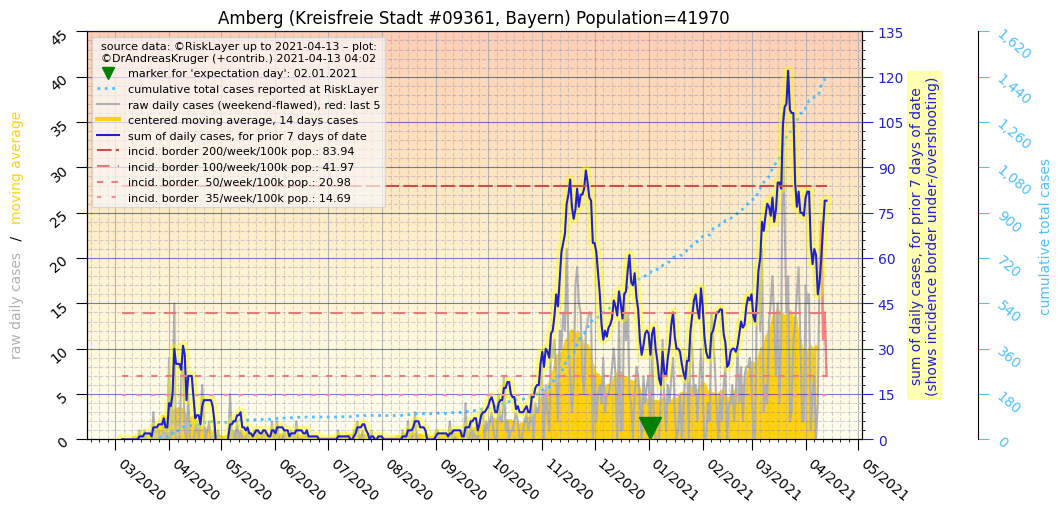 Amberg (Kreisfreie Stadt #09361, Bayern) Population=41970
source data: ©RiskLayer up to 2021-04-13 – plot:
©DrAndreasKruger (+contrib.) 2021-04-13 04:02
marker for 'expectation day': 02.01.2021
cumulative total cases reported at RiskLayer
raw daily cases (weekend-flawed), red: last 5
centered moving average, 14 days cases
sum of daily cases, for prior 7 days of date
incid. border 200/week/100k pop.: 83.94
incid. border 100/week/100k pop.: 41.97
incid. border  50/week/100k pop.: 20.98
incid. border  35/week/100k pop.: 14.69
raw daily cases / moving average
45
40
35
30
25
20
15
10
5
0
03/2020
04/2020
05/2020
06/2020
07/2020
08/2020
09/2020
10/2020
11/2020
12/2020
01/2021
02/2021
03/2021
04/2021
05/2021
135
120
105
90
75
60
45
30
15
0
sum of daily cases, for prior 7 days of date
(shows incidence border under-/overshooting)
1,620
1,440
1,260
1,080
900
720
540
360
180
0
cumulative total cases